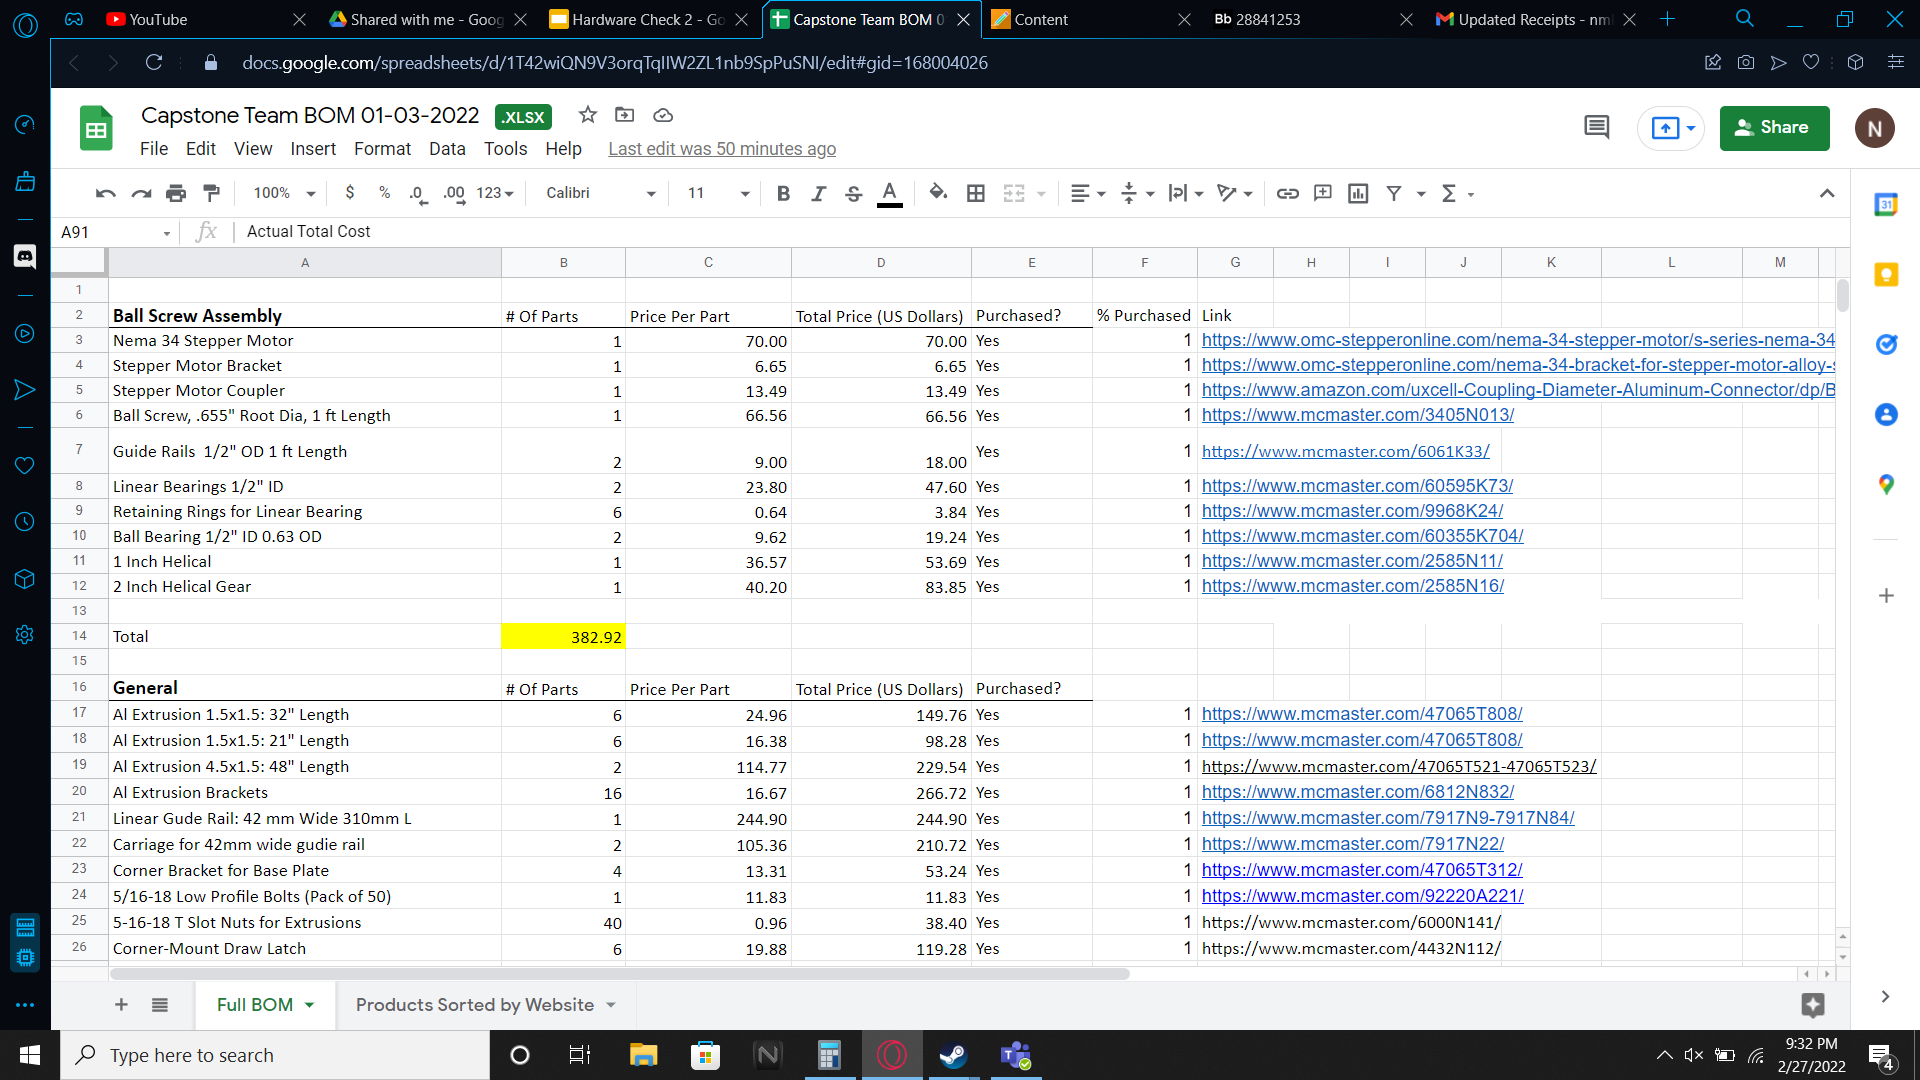 YouTube
Shared with me - Goog
Hardware Check 2 - Go
Capstone Team BOM 0
Content
Bb 28841253
Updated Receipts - nml
docs.google.com/spreadsheets/d/1T42wiQN9V3orqTqIIW2ZL1nb9SpPuSNI/edit#gid=168004026
Capstone Team BOM 01-03-2022 .XLSX
Share
N
File Edit View Insert Format Data Tools Help Last edit was 50 minutes ago
100% $ % .0 .00 123 Calibri 11 B I S A
31
A91 fx Actual Total Cost
A B C D E F G H I J K L M
1
2 Ball Screw Assembly # Of Parts Price Per Part Total Price (US Dollars) Purchased? % Purchased Link
3 Nema 34 Stepper Motor 1 70.00 70.00 Yes 1 https://www.omc-stepperonline.com/nema-34-stepper-motor/s-series-nema-34
4 Stepper Motor Bracket 1 6.65 6.65 Yes 1 https://www.omc-stepperonline.com/nema-34-bracket-for-stepper-motor-alloy-s
5 Stepper Motor Coupler 1 13.49 13.49 Yes 1 https://www.amazon.com/uxcell-Coupling-Diameter-Aluminum-Connector/dp/B
6 Ball Screw, .655" Root Dia, 1 ft Length 1 66.56 66.56 Yes 1 https://www.mcmaster.com/3405N013/
7 Guide Rails 1/2" OD 1 ft Length 2 9.00 18.00 Yes 1 https://www.mcmaster.com/6061K33/
8 Linear Bearings 1/2" ID 2 23.80 47.60 Yes 1 https://www.mcmaster.com/60595K73/
9 Retaining Rings for Linear Bearing 6 0.64 3.84 Yes 1 https://www.mcmaster.com/9968K24/
10 Ball Bearing 1/2" ID 0.63 OD 2 9.62 19.24 Yes 1 https://www.mcmaster.com/60355K704/
11 1 Inch Helical 1 36.57 53.69 Yes 1 https://www.mcmaster.com/2585N11/
12 2 Inch Helical Gear 1 40.20 83.85 Yes 1 https://www.mcmaster.com/2585N16/
13
14 Total 382.92
15
16 General # Of Parts Price Per Part Total Price (US Dollars) Purchased?
17 Al Extrusion 1.5x1.5: 32" Length 6 24.96 149.76 Yes 1 https://www.mcmaster.com/47065T808/
18 Al Extrusion 1.5x1.5: 21" Length 6 16.38 98.28 Yes 1 https://www.mcmaster.com/47065T808/
19 Al Extrusion 4.5x1.5: 48" Length 2 114.77 229.54 Yes 1 https://www.mcmaster.com/47065T521-47065T523/
20 Al Extrusion Brackets 16 16.67 266.72 Yes 1 https://www.mcmaster.com/6812N832/
21 Linear Gude Rail: 42 mm Wide 310mm L 1 244.90 244.90 Yes 1 https://www.mcmaster.com/7917N9-7917N84/
22 Carriage for 42mm wide gudie rail 2 105.36 210.72 Yes 1 https://www.mcmaster.com/7917N22/
23 Corner Bracket for Base Plate 4 13.31 53.24 Yes 1 https://www.mcmaster.com/47065T312/
24 5/16-18 Low Profile Bolts (Pack of 50) 1 11.83 11.83 Yes 1 https://www.mcmaster.com/92220A221/
25 5-16-18 T Slot Nuts for Extrusions 40 0.96 38.40 Yes 1 https://www.mcmaster.com/6000N141/
26 Corner-Mount Draw Latch 6 19.88 119.28 Yes 1 https://www.mcmaster.com/4432N112/
Full BOM Products Sorted by Website
Type here to search
9:32 PM
2/27/2022
4